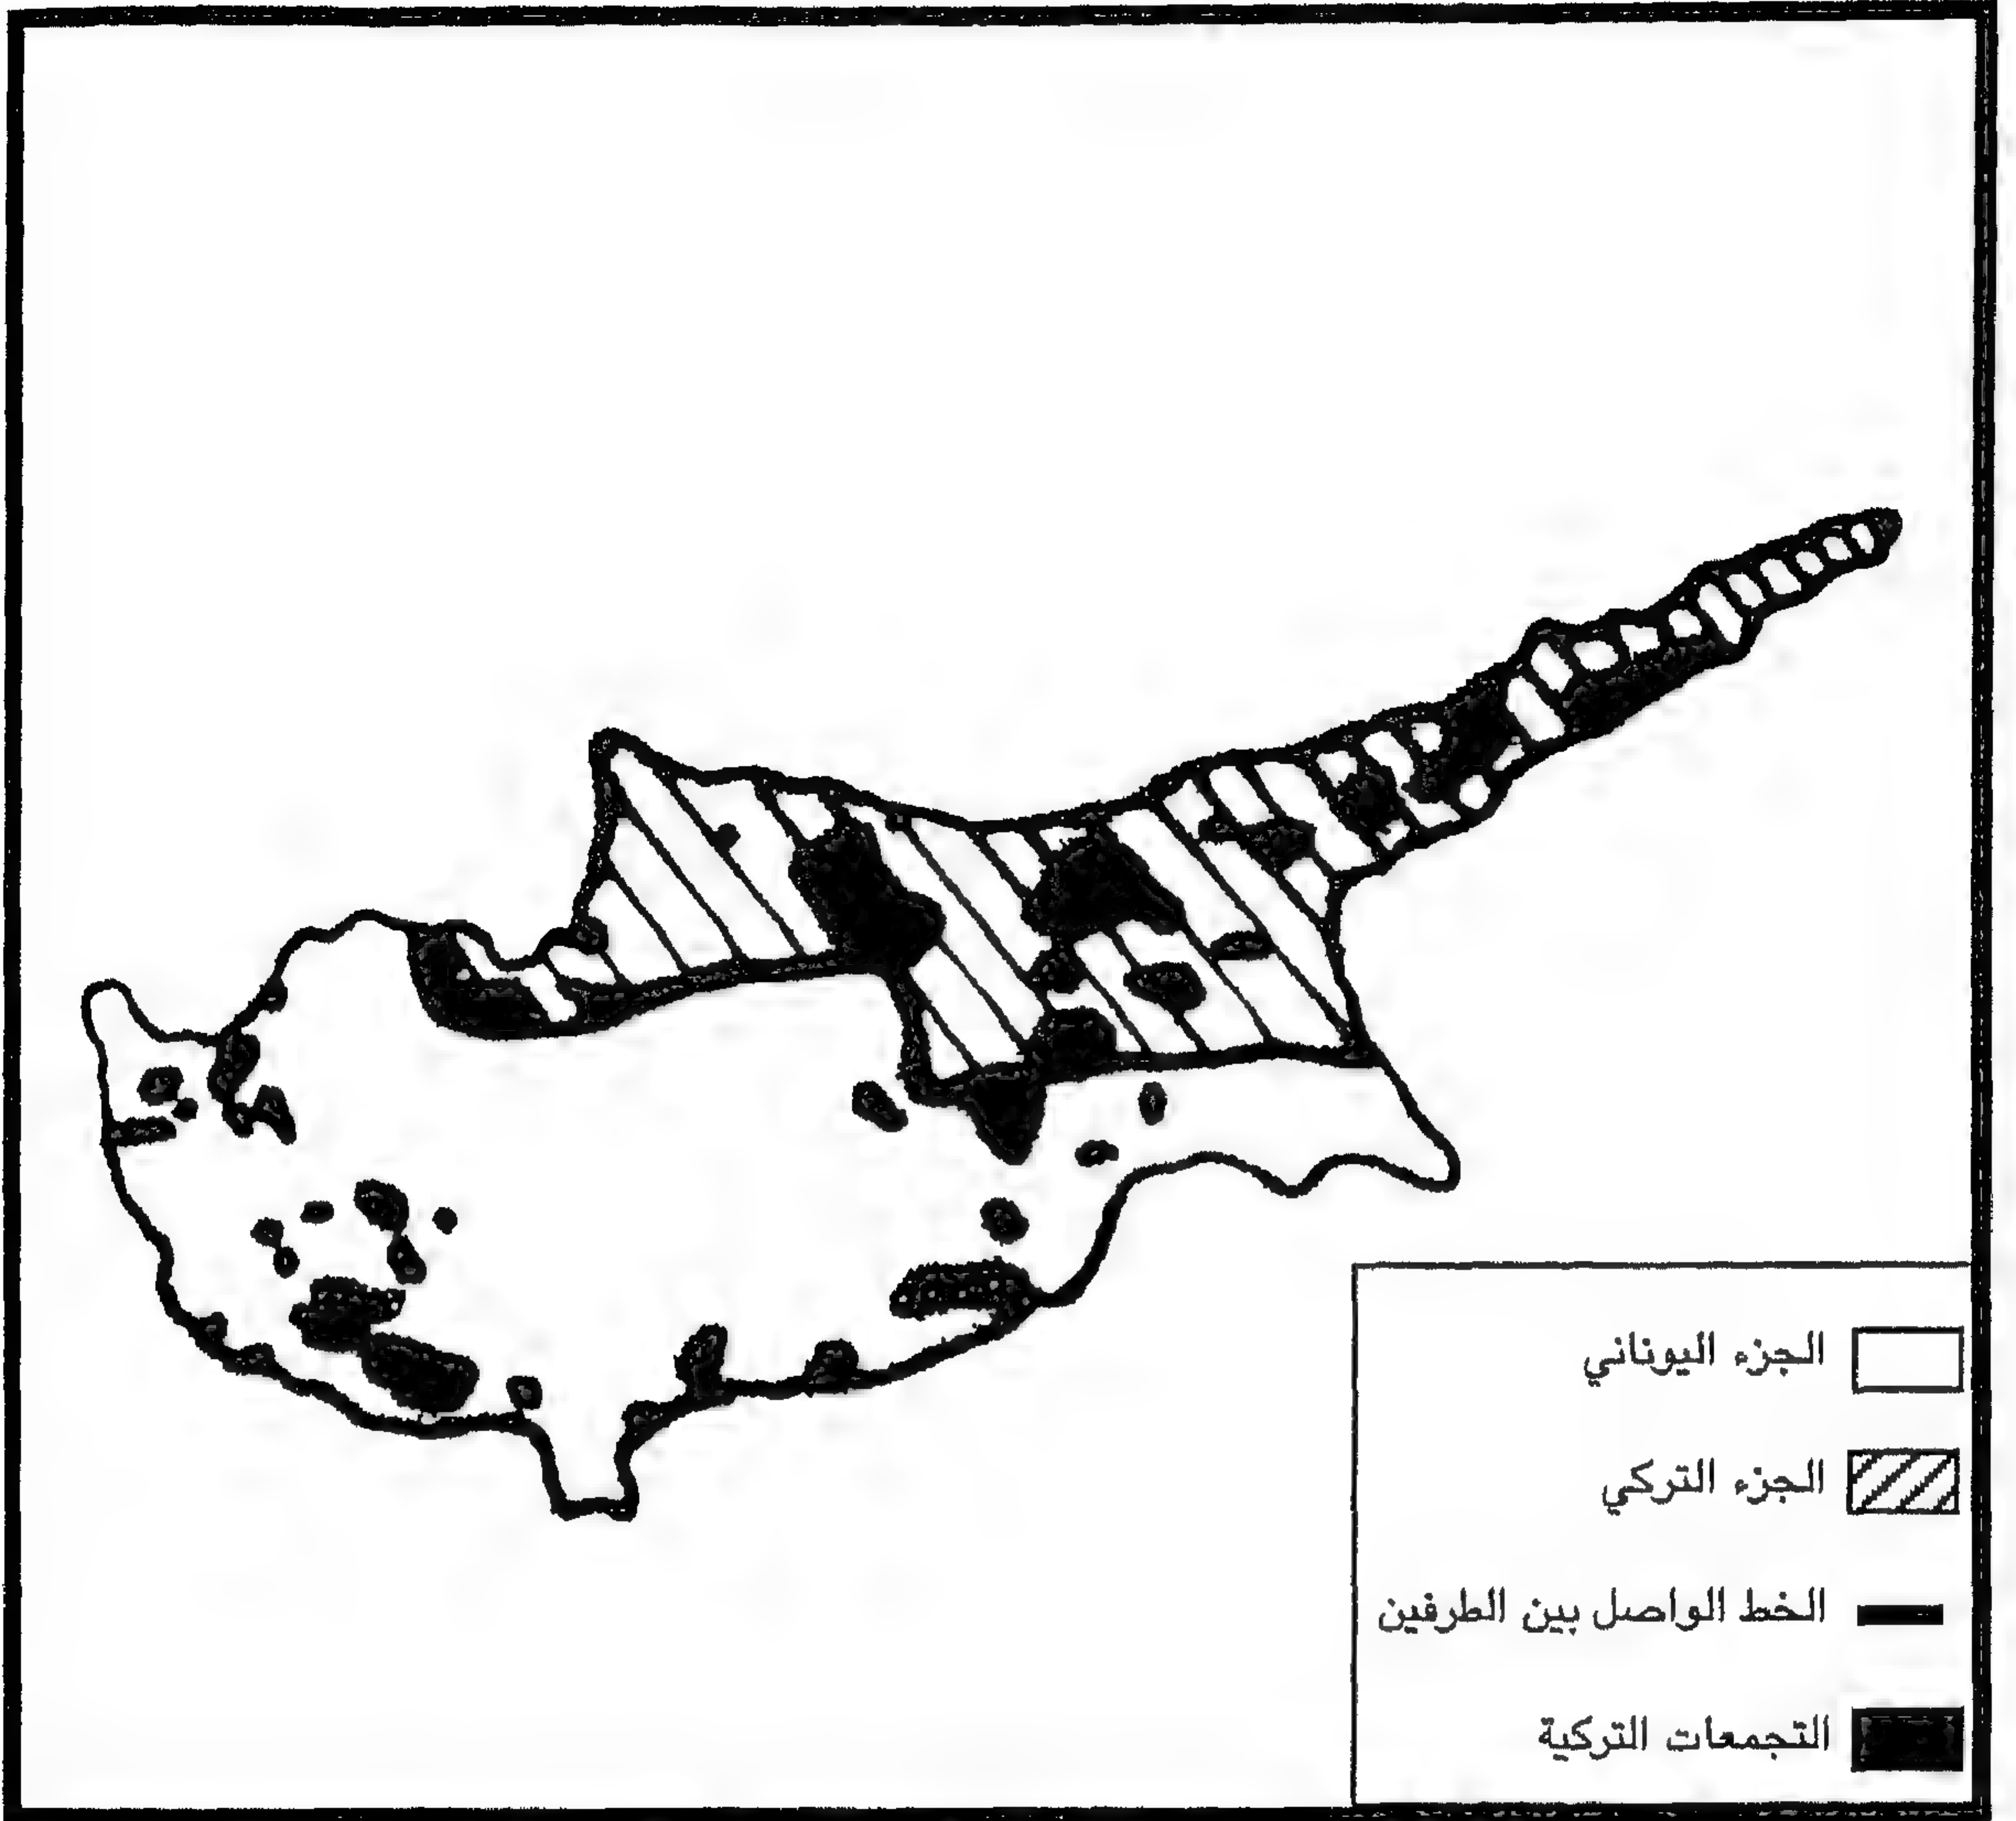 الجزء اليوناني
الجزء التركي
الخط الواصل بين الطرفين
التجمعات التركية